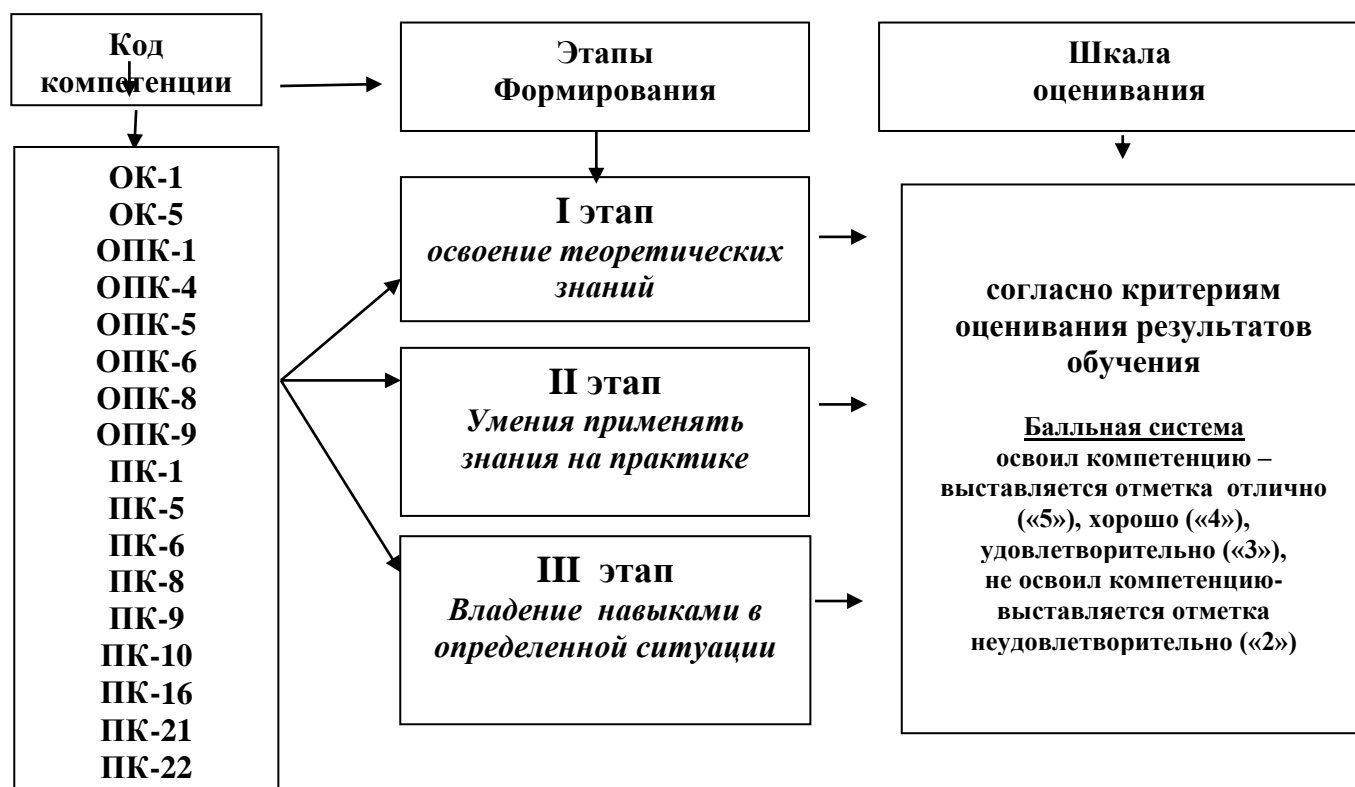 Код
компетенции
Этапы
Формирования
Шкала
оценивания
ОК-1
ОК-5
ОПК-1
ОПК-4
ОПК-5
ОПК-6
ОПК-8
ОПК-9
ПК-1
ПК-5
ПК-6
ПК-8
ПК-9
ПК-10
ПК-16
ПК-21
ПК-22
I этап
освоение теоретических
знаний
II этап
Умения применять
знания на практике
III этап
Владение навыками в
определенной ситуации
согласно критериям
оценивания результатов
обучения
Балльная система
освоил компетенцию –
выставляется отметка отлично
(«5»), хорошо («4»),
удовлетворительно («3»),
не освоил компетенцию-
выставляется отметка
неудовлетворительно («2»)